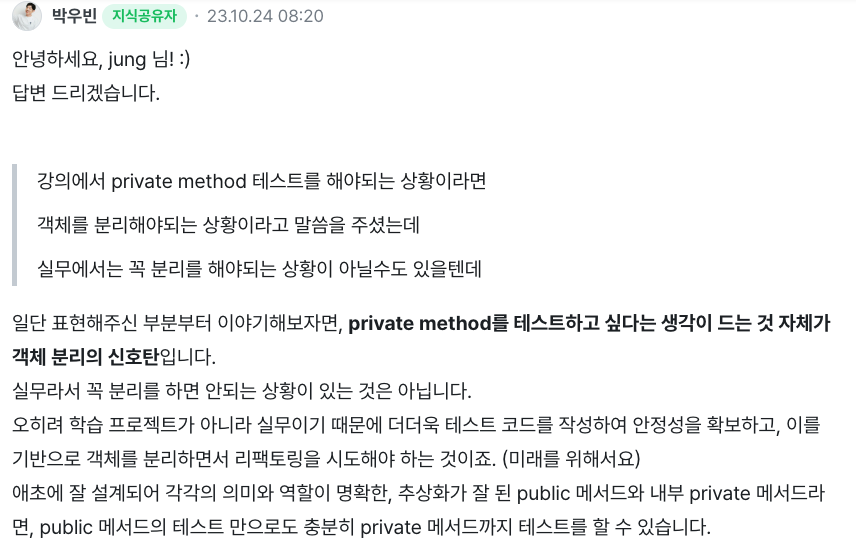 박우빈 지식공유자 · 23.10.24 08:20
안녕하세요, jung 님! :)
답변 드리겠습니다.
강의에서 private method 테스트를 해야되는 상황이라면
객체를 분리해야되는 상황이라고 말씀을 주셨는데
실무에서는 꼭 분리를 해야되는 상황이 아닐수도 있을텐데
일단 표현해주신 부분부터 이야기해보자면, private method를 테스트하고 싶다는 생각이 드는 것 자체가
객체 분리의 신호탄입니다.
실무라서 꼭 분리를 하면 안되는 상황이 있는 것은 아닙니다.
오히려 학습 프로젝트가 아니라 실무이기 때문에 더더욱 테스트 코드를 작성하여 안정성을 확보하고, 이를
기반으로 객체를 분리하면서 리팩토링을 시도해야 하는 것이죠. (미래를 위해서요)
애초에 잘 설계되어 각각의 의미와 역할이 명확한, 추상화가 잘 된 public 메서드와 내부 private 메서드라
면, public 메서드의 테스트 만으로도 충분히 private 메서드까지 테스트를 할 수 있습니다.